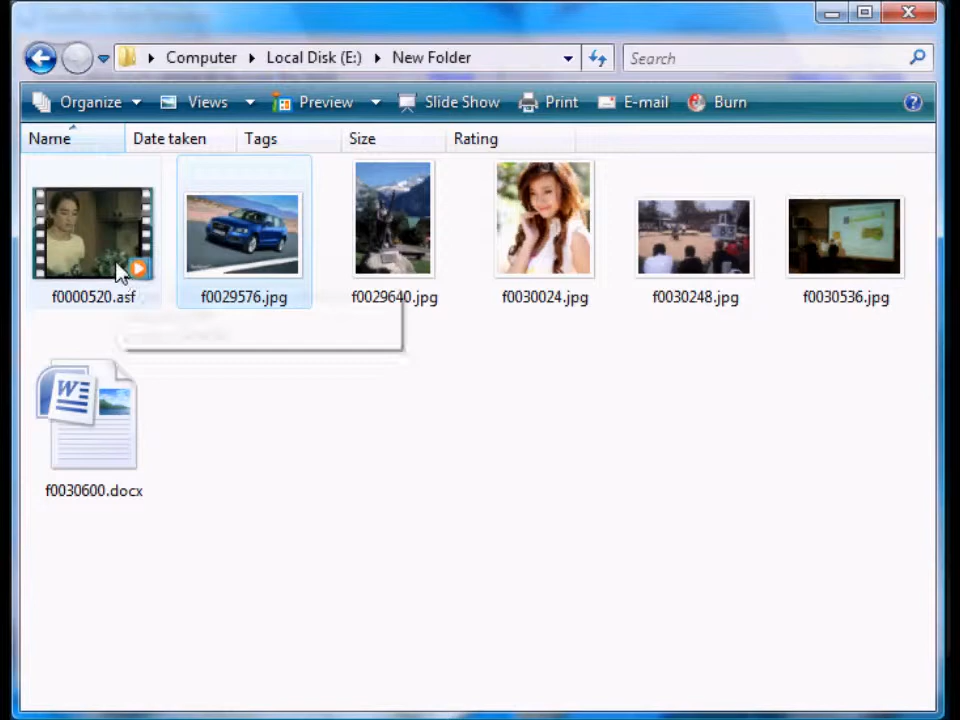 Computer Local Disk (E:) New Folder Search
Organize Views Preview Slide Show Print E-mail Burn
Name Date taken Tags Size Rating
f0000520.asf f0029576.jpg f0029640.jpg f0030024.jpg f0030248.jpg f0030536.jpg
W
f0030600.docx